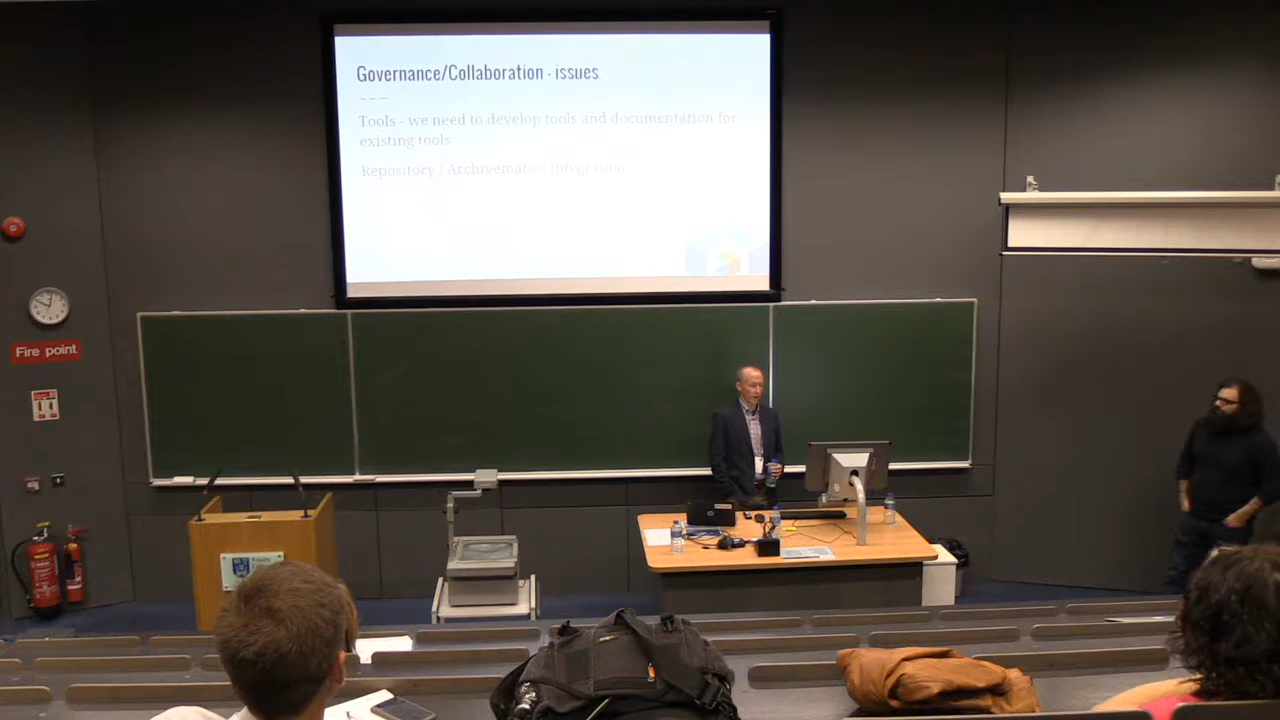 Governance/Collaboration - issues
Tools - we need to develop tools and documentation for
existing tools
Repository / Archivematica integration
Fire point